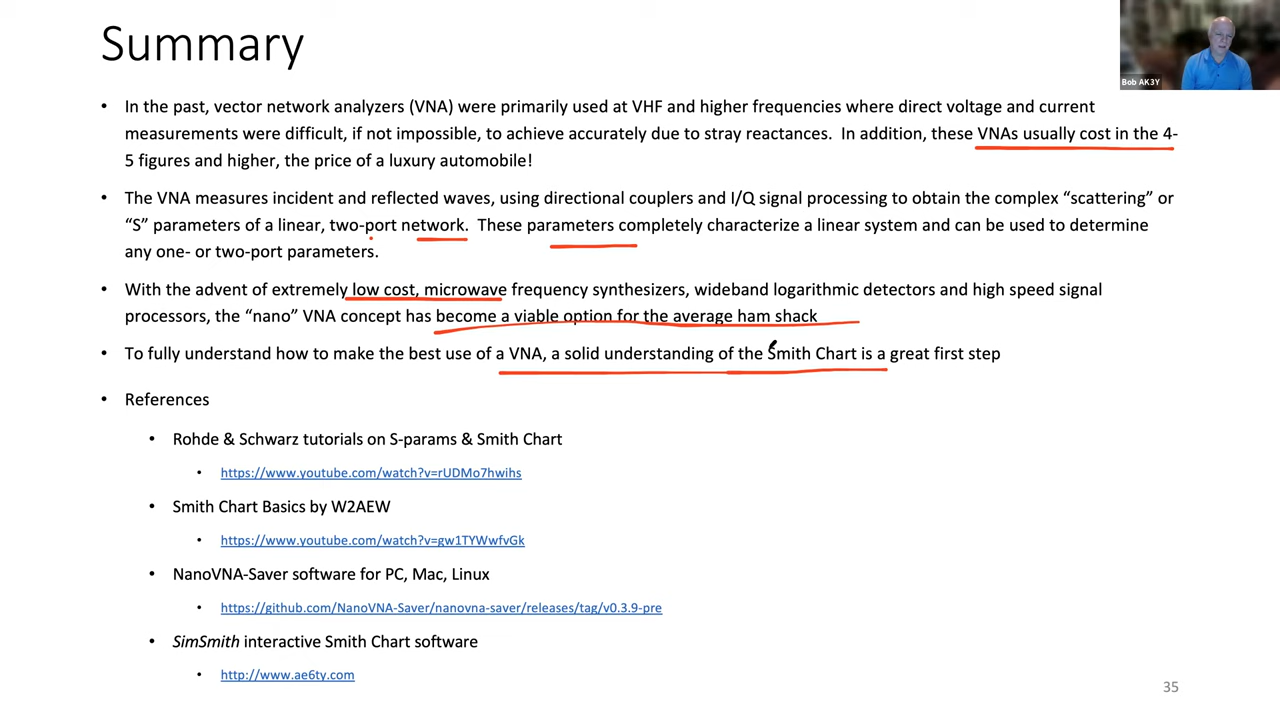 Summary
Bob AK3Y
• In the past, vector network analyzers (VNA) were primarily used at VHF and higher frequencies where direct voltage and current
measurements were difficult, if not impossible, to achieve accurately due to stray reactances. In addition, these VNAs usually cost in the 4-
5 figures and higher, the price of a luxury automobile!
• The VNA measures incident and reflected waves, using directional couplers and I/Q signal processing to obtain the complex “scattering” or
“S” parameters of a linear, two-port network. These parameters completely characterize a linear system and can be used to determine
any one- or two-port parameters.
• With the advent of extremely low cost, microwave frequency synthesizers, wideband logarithmic detectors and high speed signal
processors, the “nano” VNA concept has become a viable option for the average ham shack
• To fully understand how to make the best use of a VNA, a solid understanding of the Smith Chart is a great first step
• References
• Rohde & Schwarz tutorials on S-params & Smith Chart
• https://www.youtube.com/watch?v=rUDMo7hwihs
• Smith Chart Basics by W2AEW
• https://www.youtube.com/watch?v=gw1TYWwfvGk
• NanoVNA-Saver software for PC, Mac, Linux
• https://github.com/NanoVNA-Saver/nanovna-saver/releases/tag/v0.3.9-pre
• SimSmith interactive Smith Chart software
• http://www.ae6ty.com
35